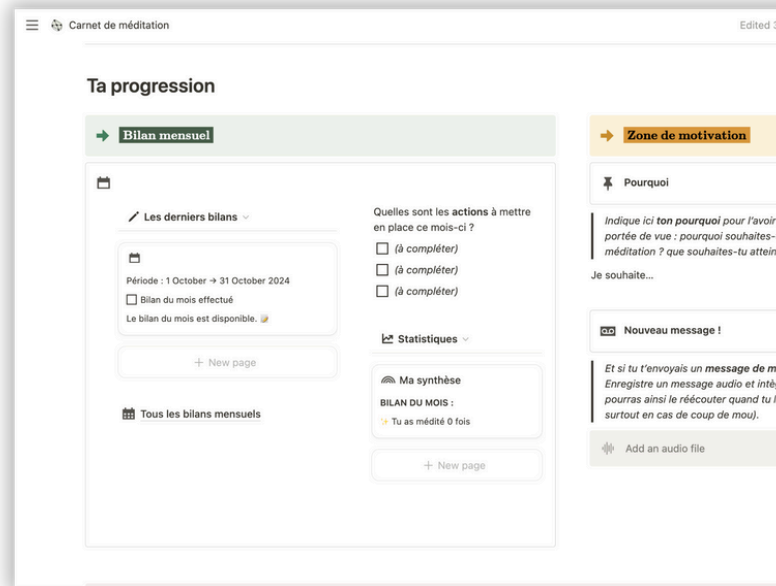 Carnet de méditation
Edited
Ta progression
Bilan mensuel
Les derniers bilans
Période : 1 October → 31 October 2024
Bilan du mois effectué
Le bilan du mois est disponible. 📝
+ New page
Tous les bilans mensuels
Quelles sont les actions à mettre
en place ce mois-ci ?
(à compléter)
(à compléter)
(à compléter)
Statistiques
Ma synthèse
BILAN DU MOIS :
✨ Tu as médité 0 fois
+ New page
Zone de motivation
Pourquoi
Indique ici ton pourquoi pour l'avoir
portée de vue : pourquoi souhaites-
méditation ? que souhaites-tu
Je souhaite...
Nouveau message !
Et si tu t'envoyais un message de
Enregistre un message audio et
pourras ainsi le réécouter quand tu
surtout en cas de coup de mou).
Add an audio file